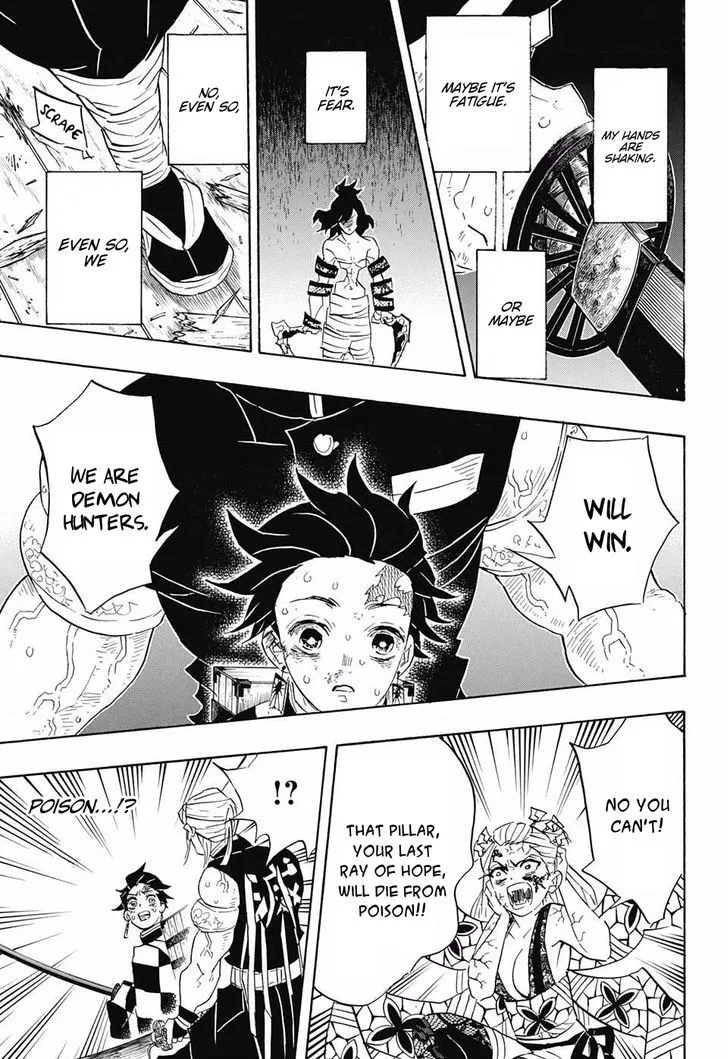 MY HANDS
ARE
SHAKING.
MAYBE IT'S
FATIGUE.
OR
MAYBE
IT'S
FEAR.
NO,
EVEN SO,
SCRAPE
EVEN SO,
WE
WILL
WIN.
WE ARE
DEMON
HUNTERS.
NO YOU
CAN'T!
THAT PILLAR,
YOUR LAST
RAY OF HOPE,
WILL DIE FROM
POISON!!
!?
POISON...!?